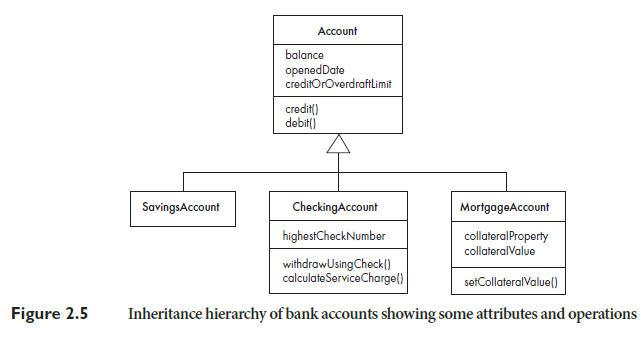 Account
balance
openedDate
creditOrOverdraftLimit
credit()
debit()
SavingsAccount
CheckingAccount
highestCheckNumber
withdrawUsingCheck()
calculateServiceCharge()
MortgageAccount
collateralProperty
collateralValue
setCollateralValue()
Figure 2.5 Inheritance hierarchy of bank accounts showing some attributes and operations